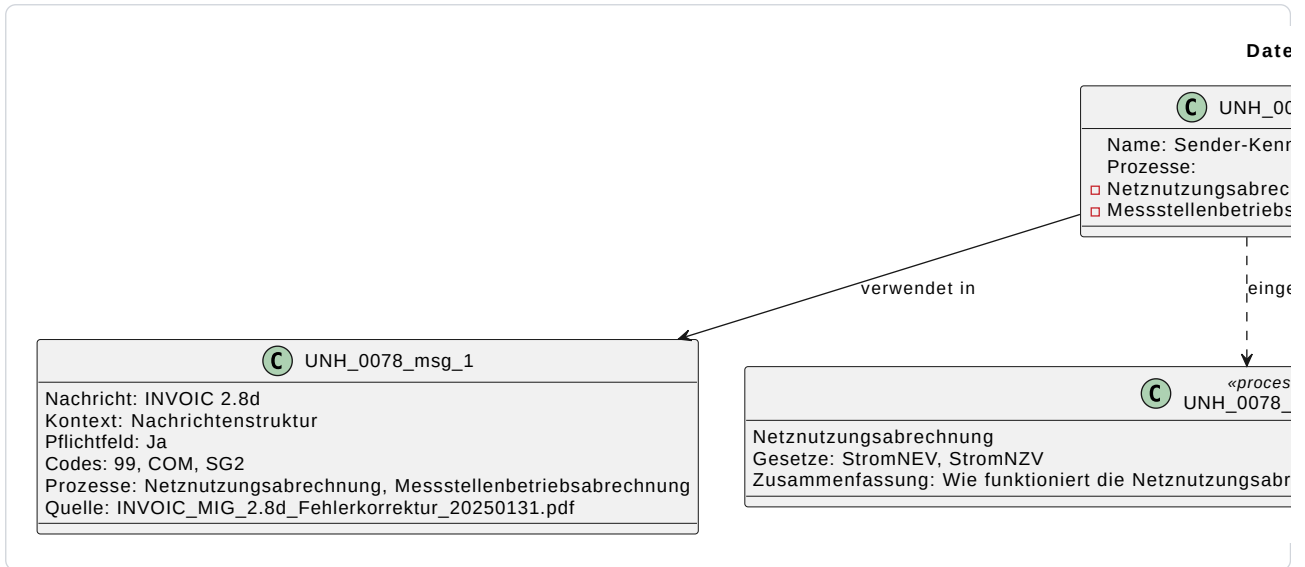 Date
C UNH_00
Name: Sender-Kenn
Prozesse:
Netznutzungsabrec
Messstellenbetriebs
verwendet in
einge
C UNH_0078_msg_1
Nachricht: INVOIC 2.8d
Kontext: Nachrichtenstruktur
Pflichtfeld: Ja
Codes: 99, COM, SG2
Prozesse: Netznutzungsabrechnung, Messstellenbetriebsabrechnung
Quelle: INVOIC_MIG_2.8d_Fehlerkorrektur_20250131.pdf
«proces
C UNH_0078_
Netznutzungsabrechnung
Gesetze: StromNEV, StromNZV
Zusammenfassung: Wie funktioniert die Netznutzungsabr